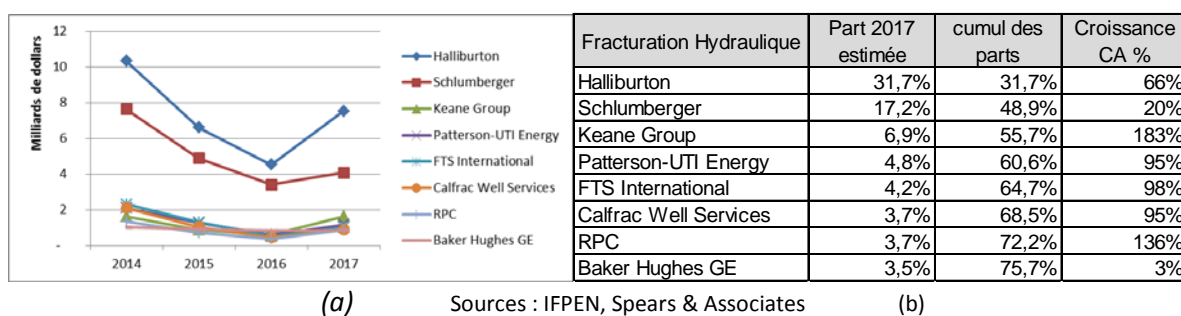 Milliards de dollars
12
10
8
6
4
2
-
2014 2015 2016 2017
Halliburton
Schlumberger
Keane Group
Patterson-UTI Energy
FTS International
Calfrac Well Services
RPC
Baker Hughes GE
Fracturation Hydraulique Part 2017 estimée cumul des parts Croissance CA %
Halliburton 31,7% 31,7% 66%
Schlumberger 17,2% 48,9% 20%
Keane Group 6,9% 55,7% 183%
Patterson-UTI Energy 4,8% 60,6% 95%
FTS International 4,2% 64,7% 98%
Calfrac Well Services 3,7% 68,5% 95%
RPC 3,7% 72,2% 136%
Baker Hughes GE 3,5% 75,7% 3%
(a) Sources : IFPEN, Spears & Associates (b)